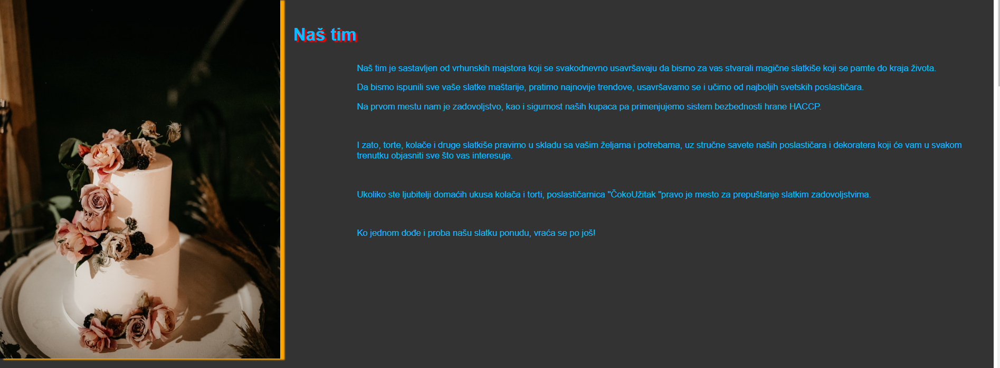 Naš tim
Naš tim je sastavljen od vrhunskih majstora koji se svakodnevno usavršavaju da bismo za vas stvarali magične slatkiše koji se pamte do kraja života.
Da bismo ispunili sve vaše slatke maštarije, pratimo najnovije trendove, usavršavamo se i učimo od najboljih svetskih poslastičara.
Na prvom mestu nam je zadovoljstvo, kao i sigurnost naših kupaca pa primenjujemo sistem bezbednosti hrane HACCP.
I zato, torte, kolače i druge slatkiše pravimo u skladu sa vašim željama i potrebama, uz stručne savete naših poslastičara i dekoratera koji će vam u svakom
trenutku objasniti sve što vas interesuje.
Ukoliko ste ljubitelji domaćih ukusa kolača i torti, poslastičarnica "ČokoUžitak "pravo je mesto za prepuštanje slatkim zadovoljstvima.
Ko jednom dođe i proba našu slatku ponudu, vraća se po još!